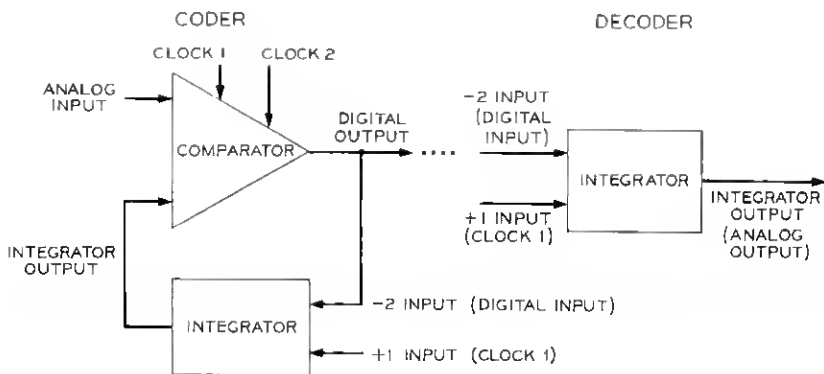 CODER
DECODER
CLOCK 1
CLOCK 2
ANALOG
INPUT
COMPARATOR
DIGITAL
OUTPUT
-2 INPUT
(DIGITAL
INPUT)
INTEGRATOR
+1 INPUT
(CLOCK 1)
INTEGRATOR
OUTPUT
(ANALOG
OUTPUT)
INTEGRATOR
OUTPUT
INTEGRATOR
-2 INPUT (DIGITAL INPUT)
+1 INPUT (CLOCK 1)